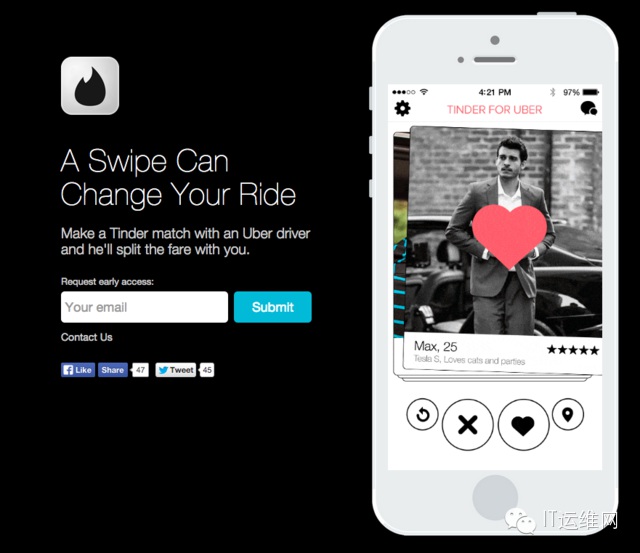 A Swipe Can
Change Your Ride
Make a Tinder match with an Uber driver
and he'll split the fare with you.
Request early access:
Your email
Submit
Contact Us
Like
Share
47
Tweet
45
4:21 PM
97%
TINDER FOR UBER
Max, 25
Tesla S, Loves cats and parties
IT运维网